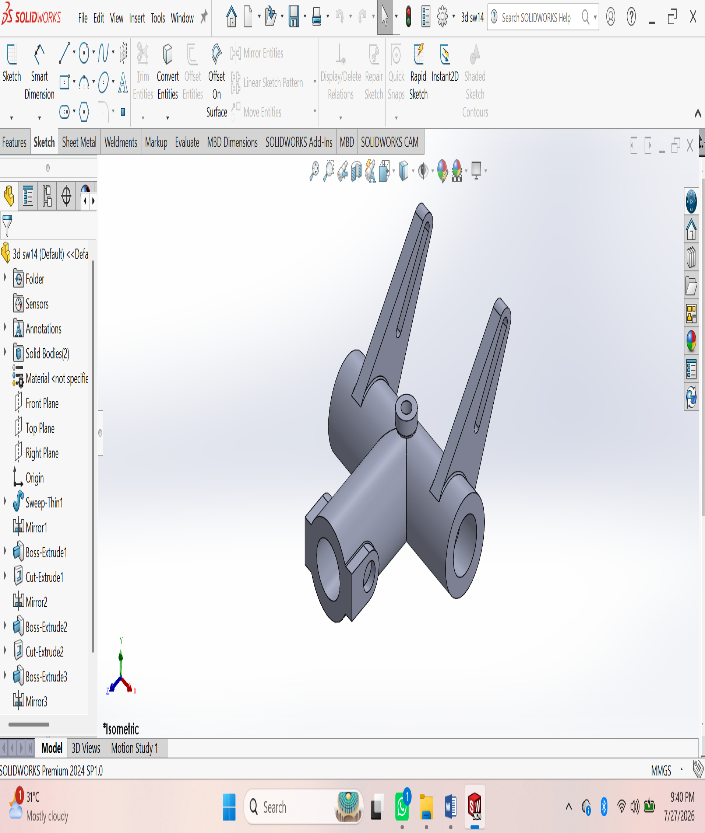 SOLIDWORKS File Edit View Insert Tools Window 3d sw14 Search SOLIDWORKS Help
Sketch Smart Dimension Trim Entities Convert Entities Offset Entities Offset On Surface Mirror Entities Linear Sketch Pattern Move Entities Display/Delete Relations Repair Sketch Quick Snaps Rapid Sketch Instant2D Shaded Sketch Contours
Features Sketch Sheet Metal Weldments Markup Evaluate MBD Dimensions SOLIDWORKS Add-Ins MBD SOLIDWORKS CAM
3d sw14 (Default) <<Defa
Folder
Sensors
Annotations
Solid Bodies(2)
Material <not specifie
Front Plane
Top Plane
Right Plane
Origin
Sweep-Thin1
Mirror1
Boss-Extrude1
Cut-Extrude1
Mirror2
Boss-Extrude2
Cut-Extrude2
Boss-Extrude3
Mirror3
*Isometric
Model 3D Views Motion Study 1
SOLIDWORKS Premium 2024 SP1.0 MMGS
1 31°C Search 1 9:40 PM
Mostly cloudy 7/27/2026